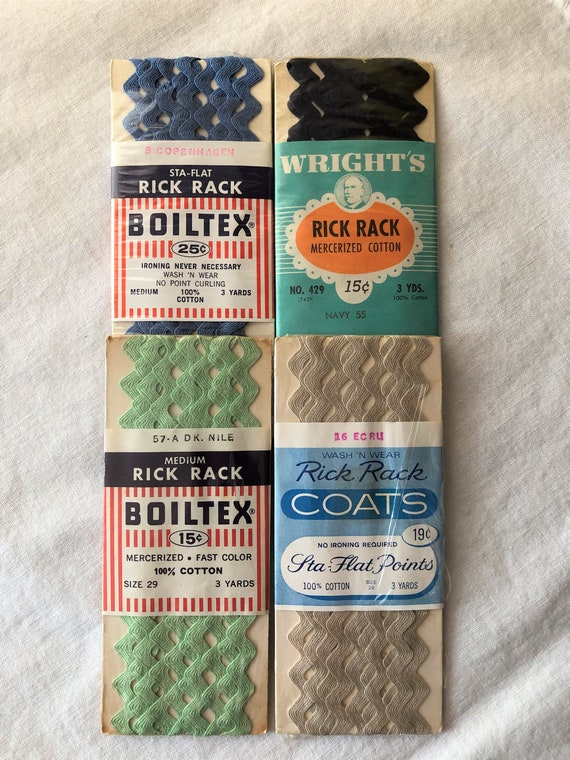 5 COPENHAGEN
STA-FLAT
RICK RACK
BOILTEX®
25¢
IRONING NEVER NECESSARY
WASH 'N WEAR
NO POINT CURLING
MEDIUM 100% COTTON 3 YARDS
WRIGHT'S
RICK RACK
MERCERIZED COTTON
NO. 429 15¢ 3 YDS.
100% Cotton
NAVY 55
57-A DK. NILE
MEDIUM
RICK RACK
BOILTEX®
15¢
MERCERIZED • FAST COLOR
100% COTTON
SIZE 29 3 YARDS
16 ECRU
WASH 'N WEAR
Rick Rack
COATS
19¢
NO IRONING REQUIRED
Sta-Flat Points
100% COTTON SIZE 29 3 YARDS